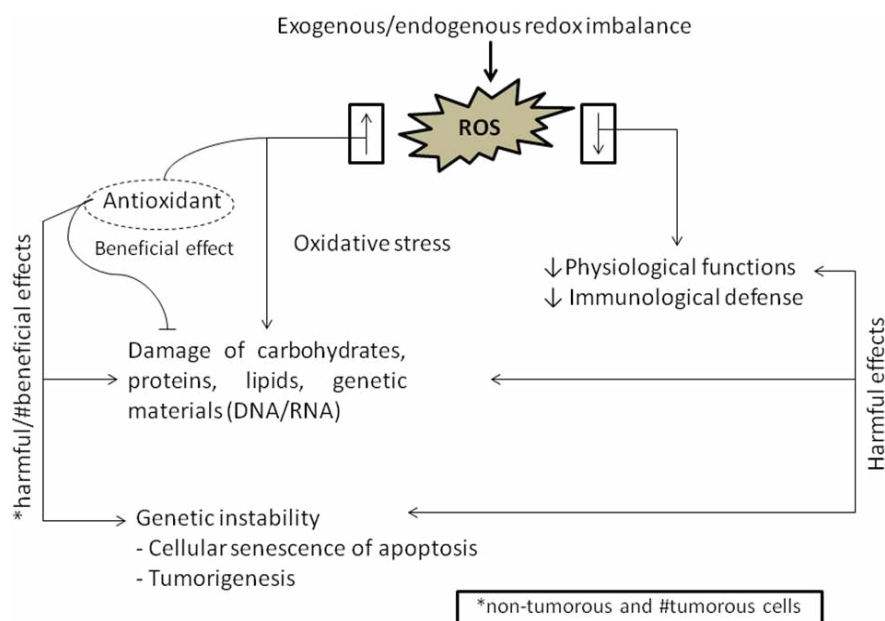 Exogenous/endogenous redox imbalance
ROS
Antioxidant
Beneficial effect
Oxidative stress
↓ Physiological functions
↓ Immunological defense
Damage of carbohydrates,
proteins, lipids, genetic
materials (DNA/RNA)
*harmful/#beneficial effects
Harmful effects
Genetic instability
- Cellular senescence of apoptosis
- Tumorigenesis
*non-tumorous and #tumorous cells